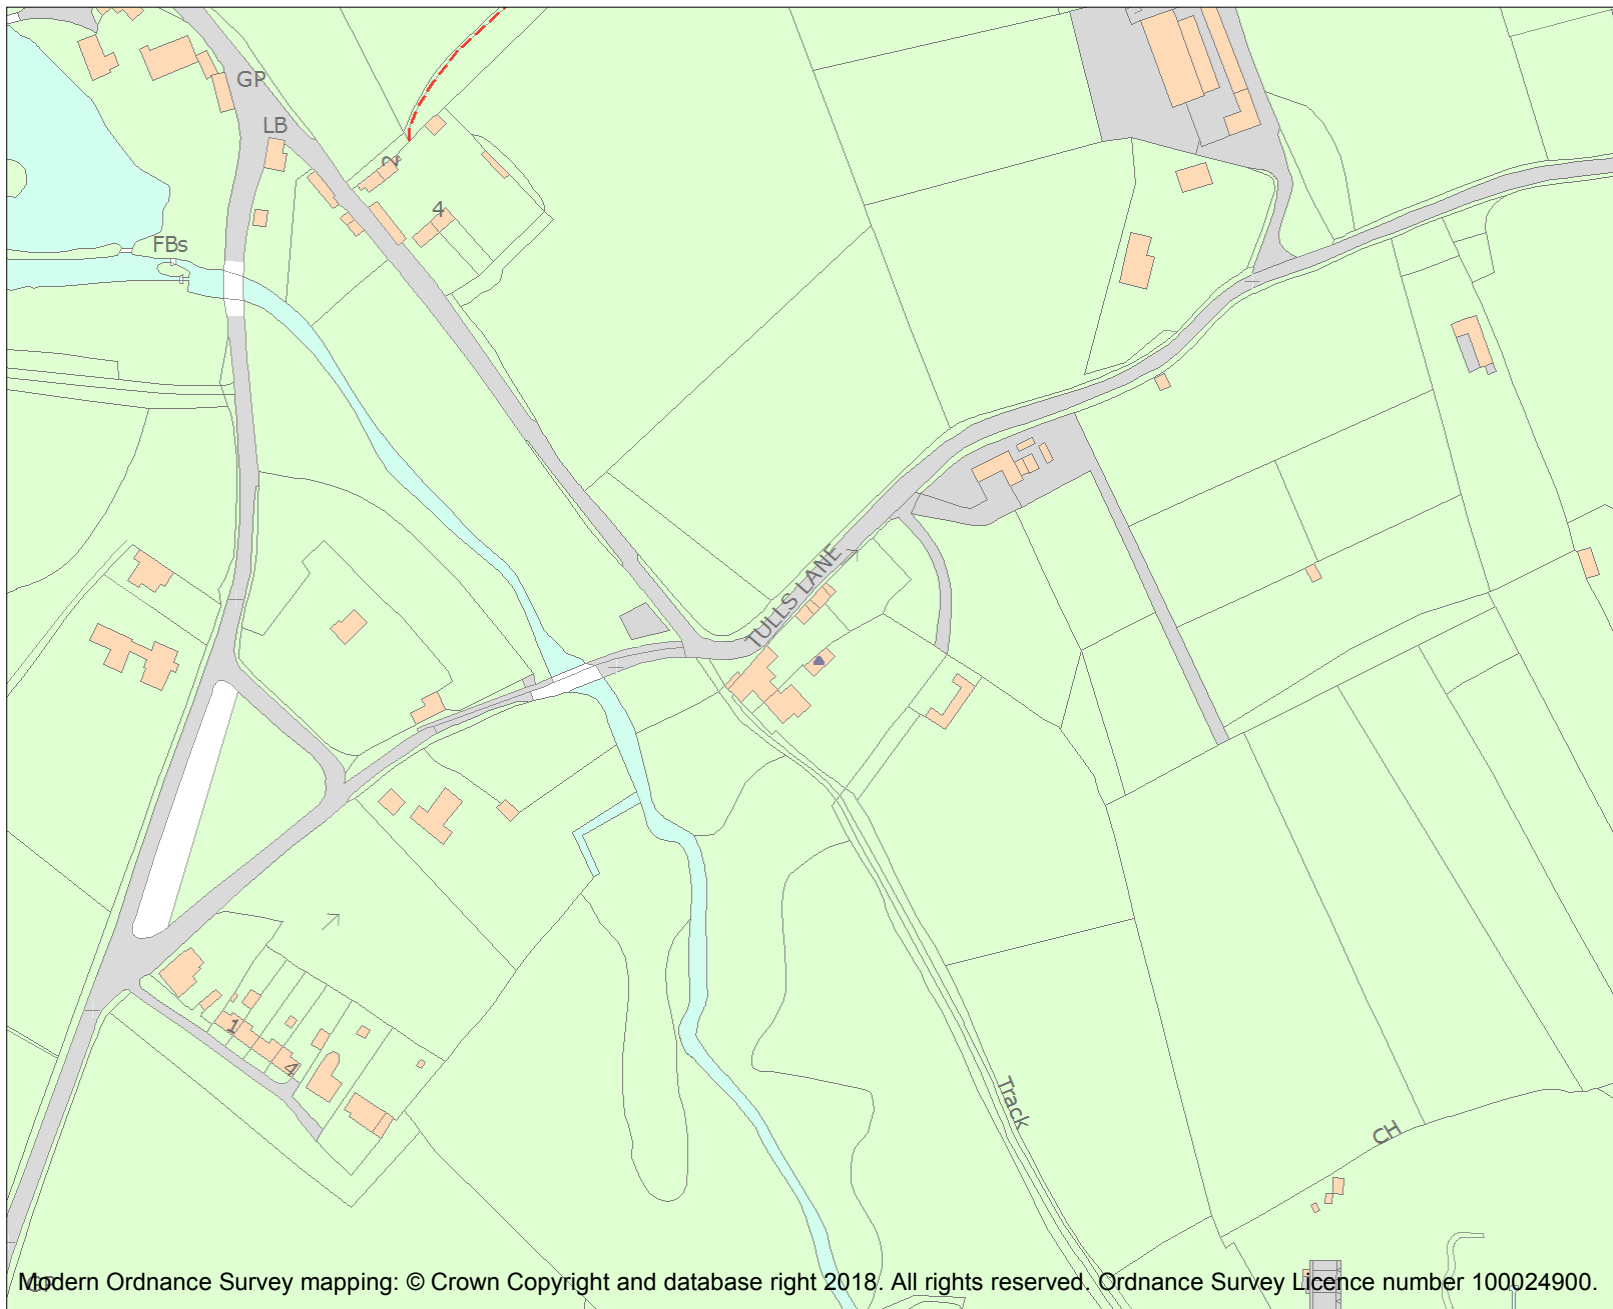 GP
LB
2
4
FBs
TULLS LANE
1
4
Track
CH
GP
Modern Ordnance Survey mapping: © Crown Copyright and database right 2018. All rights reserved. Ordnance Survey Licence number 100024900.